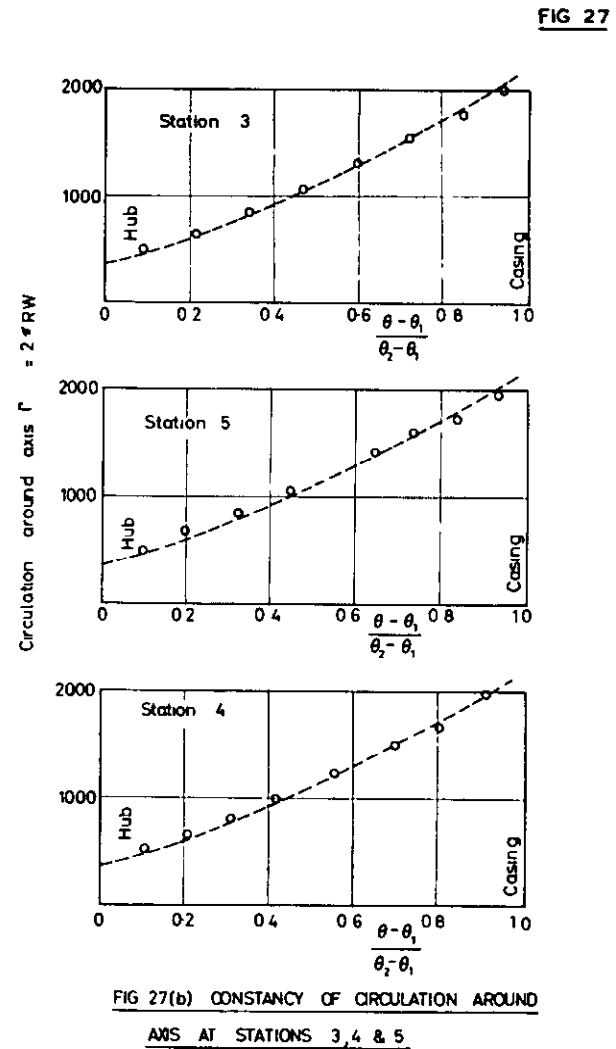 FIG 27
Circulation around axis Γ = 2πRW
2000
1000
Station 3
Hub
Casing
0 0·2 0·4 0·6 0·8 1·0
θ - θ₁
θ₂ - θ₁
2000
1000
Station 5
Hub
Casing
0 0·2 0·4 0·6 0·8 1·0
θ - θ₁
θ₂ - θ₁
2000
1000
Station 4
Hub
Casing
0 0·2 0·4 0·6 0·8 1·0
θ - θ₁
θ₂ - θ₁
FIG 27(b) CONSTANCY OF CIRCULATION AROUND
AXIS AT STATIONS 3,4 & 5